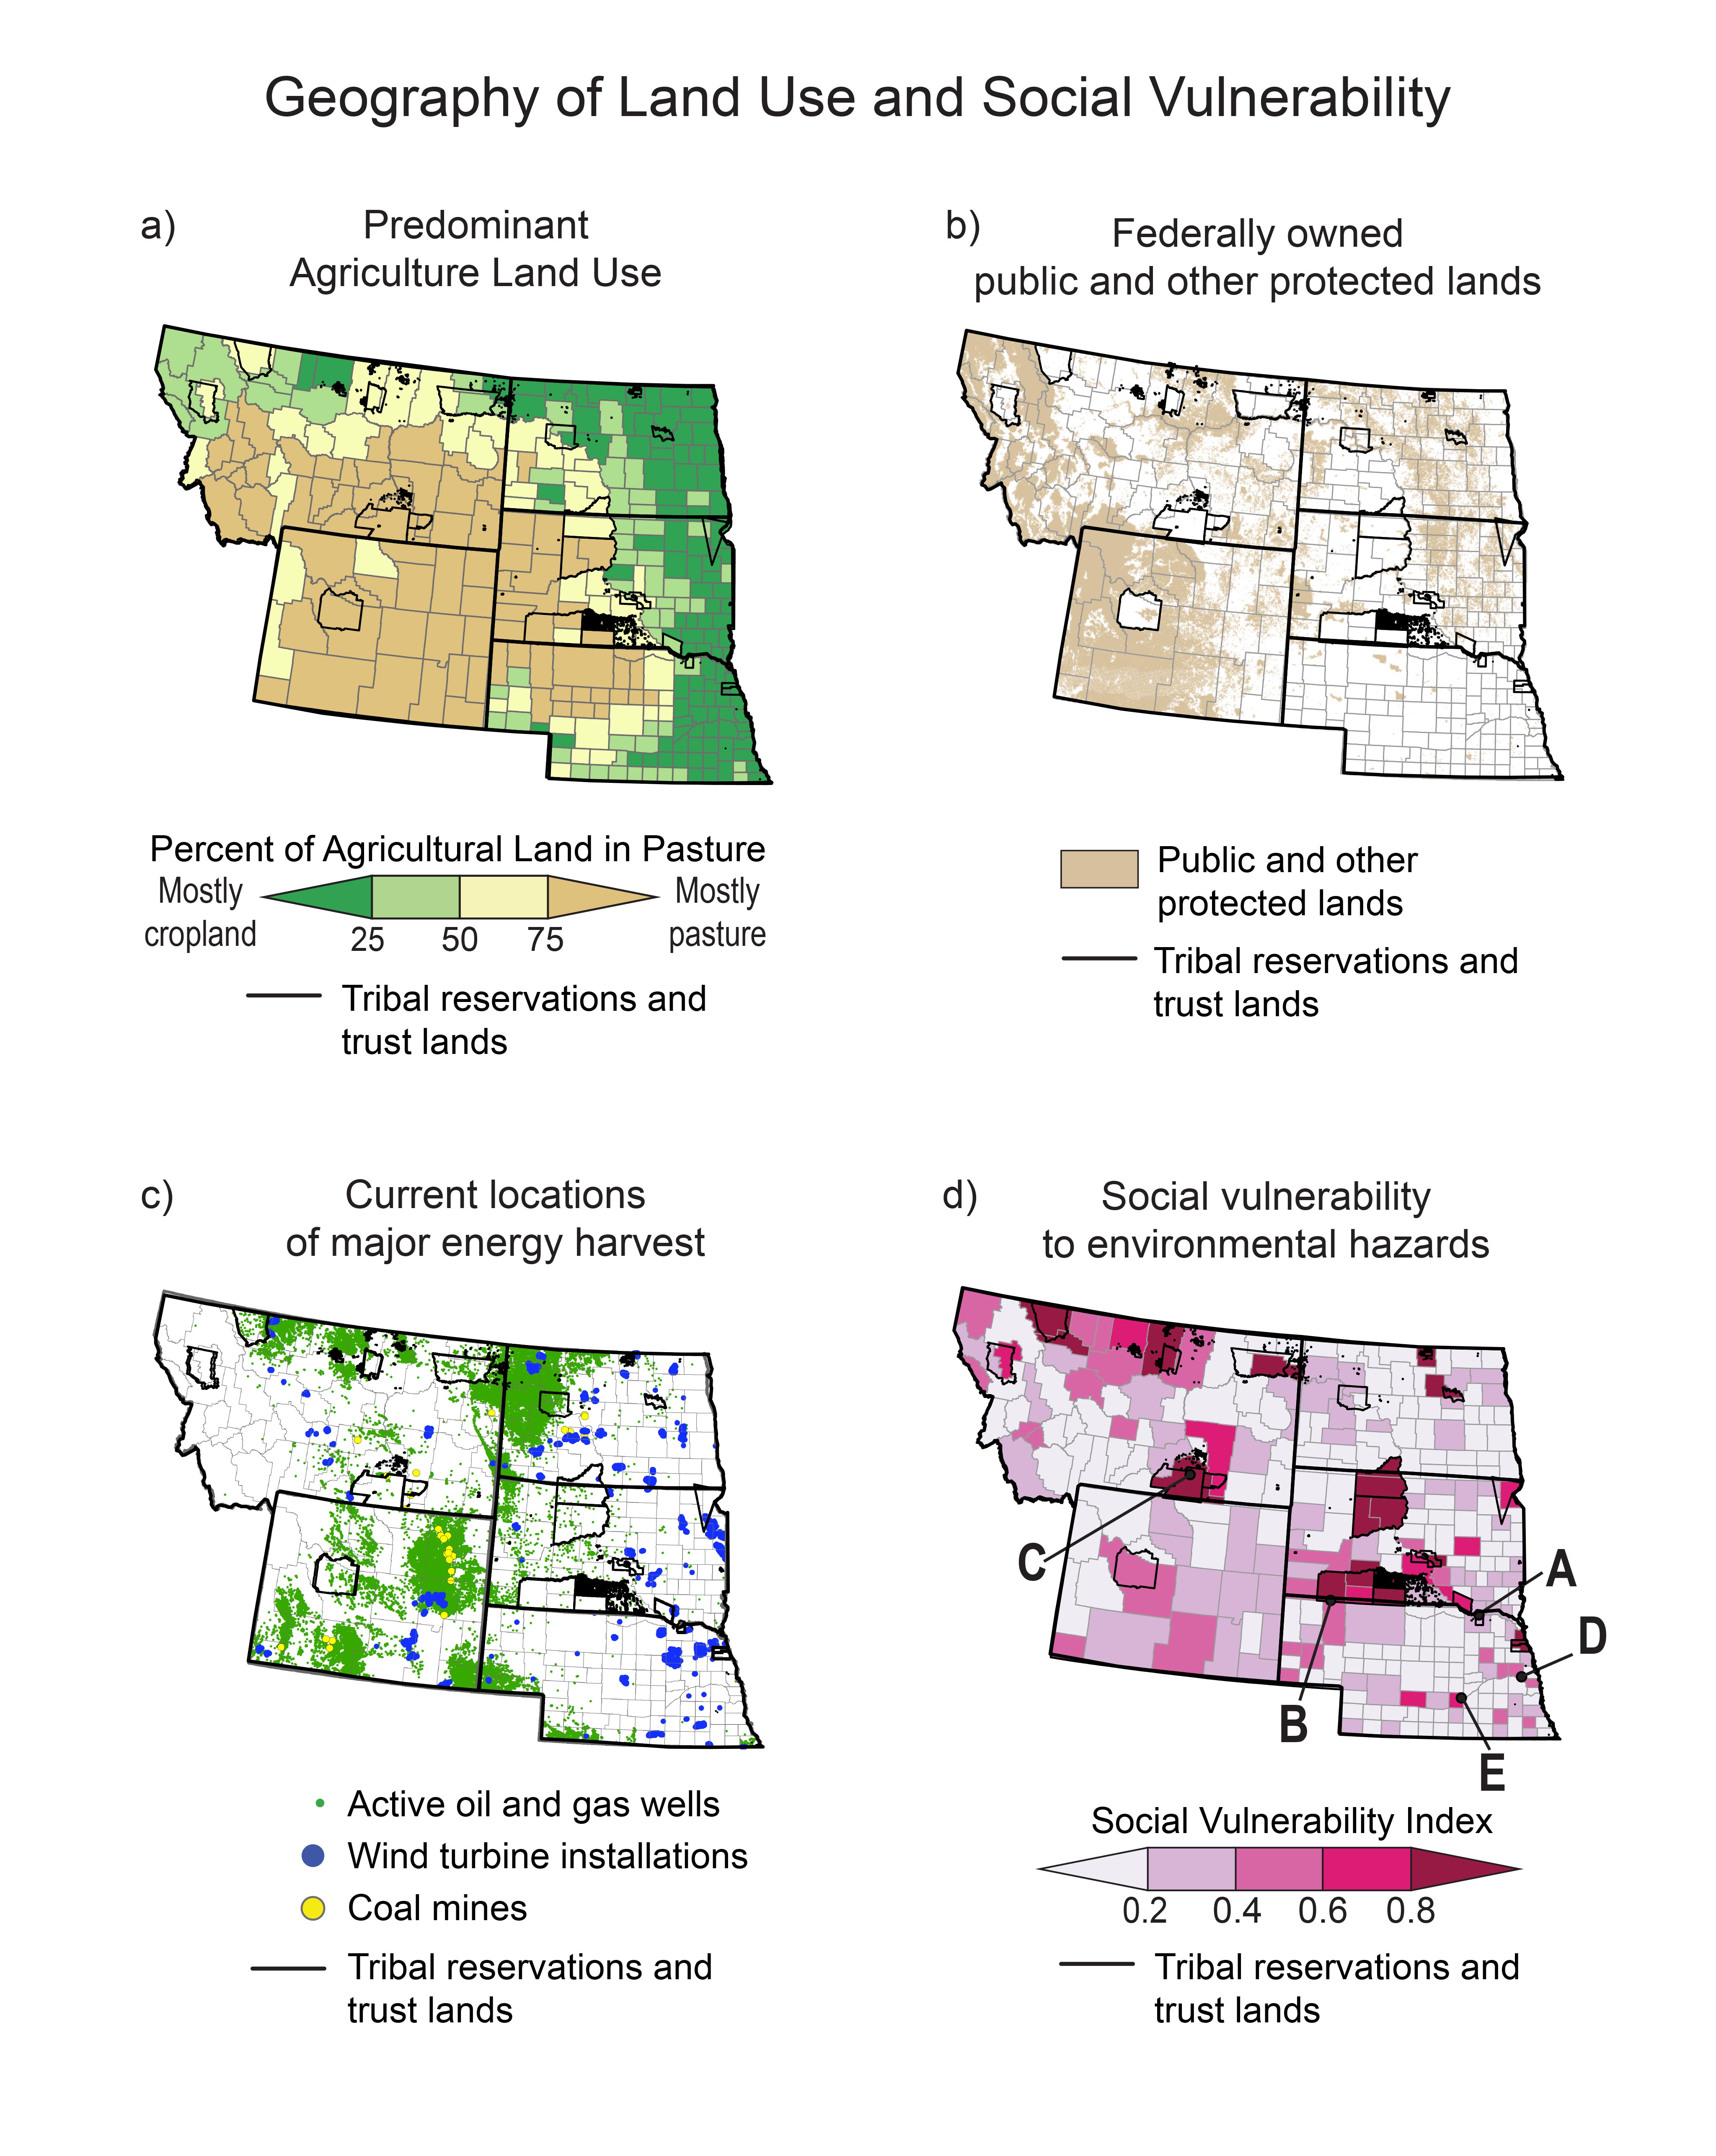 Geography of Land Use and Social Vulnerability
a)
Predominant
Agriculture Land Use
b)
Federally owned
public and other protected lands
Percent of Agricultural Land in Pasture
Mostly
cropland
25
50
75
Mostly
pasture
Tribal reservations and
trust lands
Public and other
protected lands
Tribal reservations and
trust lands
c)
Current locations
of major energy harvest
d)
Social vulnerability
to environmental hazards
C
A
D
B
E
Active oil and gas wells
Wind turbine installations
Coal mines
Tribal reservations and
trust lands
Social Vulnerability Index
0.2
0.4
0.6
0.8
Tribal reservations and
trust lands